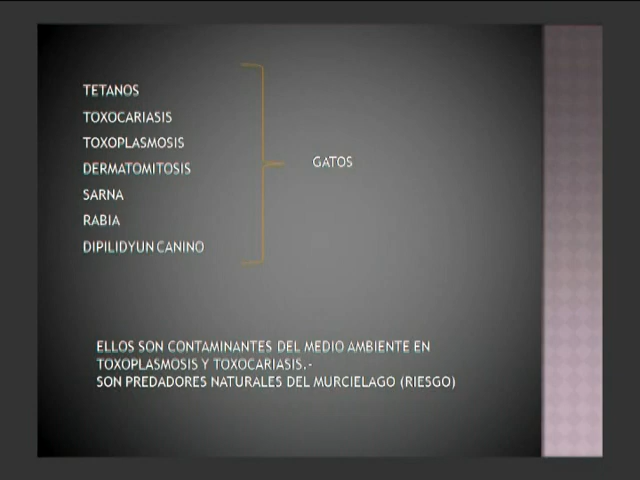 TETANOS
TOXOCARIASIS
TOXOPLASMOSIS
DERMATOMITOSIS
SARNA
RABIA
DIPILIDYUN CANINO
GATOS
ELLOS SON CONTAMINANTES DEL MEDIO AMBIENTE EN
TOXOPLASMOSIS Y TOXOCARIASIS.-
SON PREDADORES NATURALES DEL MURCIELAGO (RIESGO)